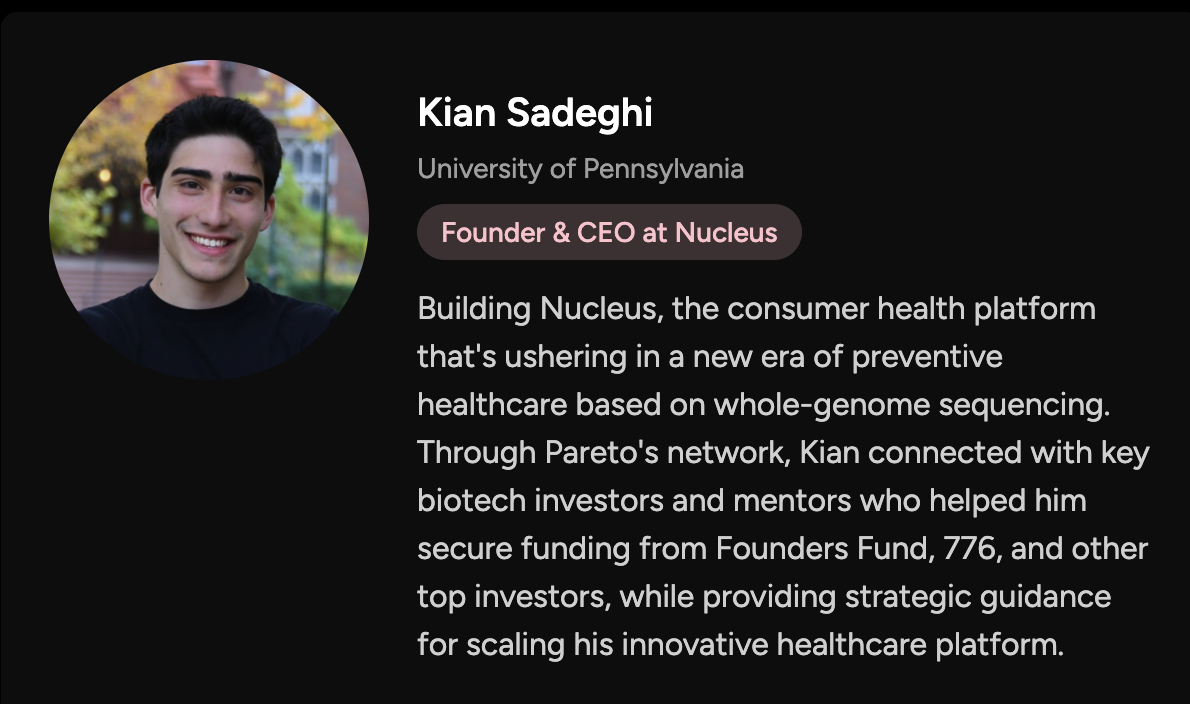 Kian Sadeghi
University of Pennsylvania
Founder & CEO at Nucleus
Building Nucleus, the consumer health platform
that's ushering in a new era of preventive
healthcare based on whole-genome sequencing.
Through Pareto's network, Kian connected with key
biotech investors and mentors who helped him
secure funding from Founders Fund, 776, and other
top investors, while providing strategic guidance
for scaling his innovative healthcare platform.